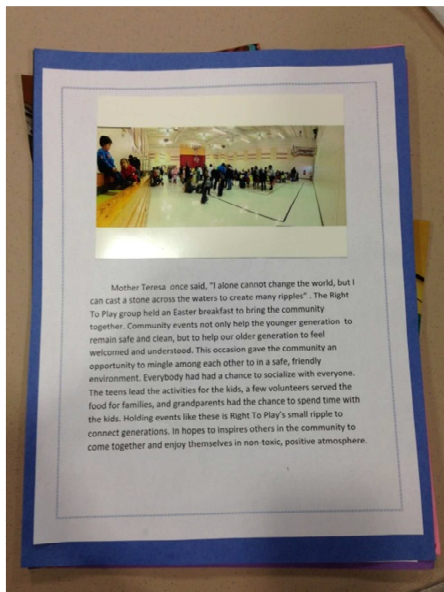 Mother Teresa once said, "I alone cannot change the world, but I
can cast a stone across the waters to create many ripples" . The Right
To Play group held an Easter breakfast to bring the community
together. Community events not only help the younger generation to
remain safe and clean, but to help our older generation to feel
welcomed and understood. This occasion gave the community an
opportunity to mingle among each other to in a safe, friendly
environment. Everybody had had a chance to socialize with everyone.
The teens lead the activities for the kids, a few volunteers served the
food for families, and grandparents had the chance to spend time with
the kids. Holding events like these is Right To Play's small ripple to
connect generations. In hopes to inspires others in the community to
come together and enjoy themselves in non-toxic, positive atmosphere.